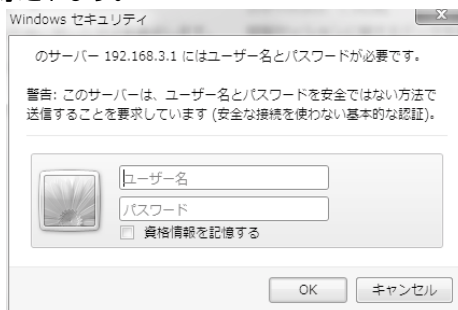 Windows セキュリティ
のサーバー 192.168.3.1 にはユーザー名とパスワードが必要です。
警告: このサーバーは、ユーザー名とパスワードを安全ではない方法で
送信することを要求しています (安全な接続を使わない基本的な認証)。
ユーザー名
パスワード
資格情報を記憶する
OK
キャンセル